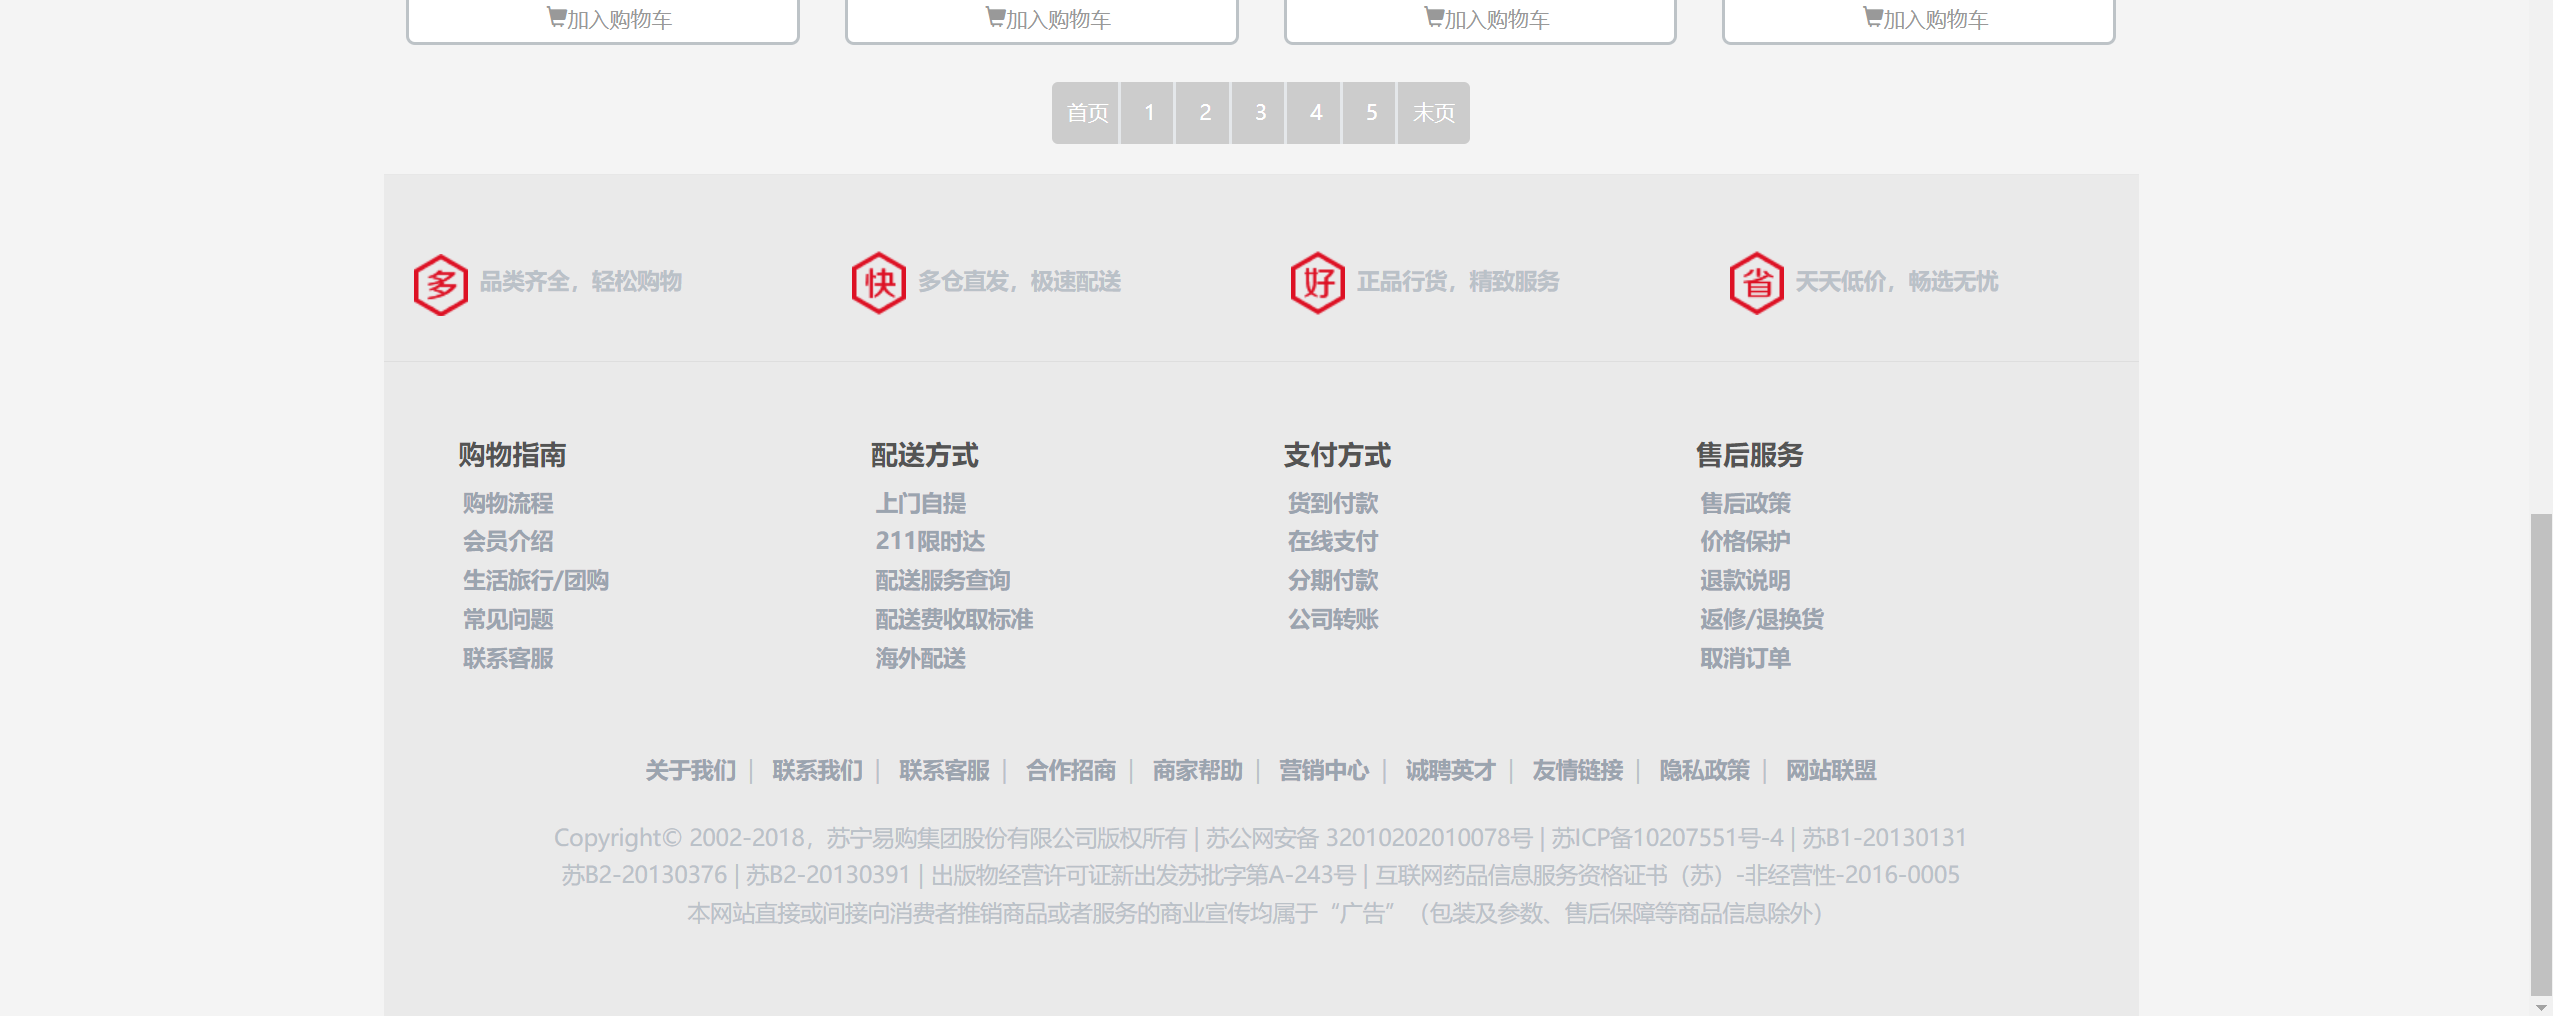 加入购物车 加入购物车 加入购物车 加入购物车
首页 1 2 3 4 5 末页
多 品类齐全，轻松购物 快 多仓直发，极速配送 好 正品行货，精致服务 省 天天低价，畅选无忧
购物指南 配送方式 支付方式 售后服务
购物流程 上门自提 货到付款 售后政策
会员介绍 211限时达 在线支付 价格保护
生活旅行/团购 配送服务查询 分期付款 退款说明
常见问题 配送费收取标准 公司转账 返修/退换货
联系客服 海外配送 取消订单
关于我们 | 联系我们 | 联系客服 | 合作招商 | 商家帮助 | 营销中心 | 诚聘英才 | 友情链接 | 隐私政策 | 网站联盟
Copyright© 2002-2018，苏宁易购集团股份有限公司版权所有 | 苏公网安备 32010202010078号 | 苏ICP备10207551号-4 | 苏B1-20130131
苏B2-20130376 | 苏B2-20130391 | 出版物经营许可证新出发苏批字第A-243号 | 互联网药品信息服务资格证书（苏）-非经营性-2016-0005
本网站直接或间接向消费者推销商品或者服务的商业宣传均属于“广告”（包装及参数、售后保障等商品信息除外）